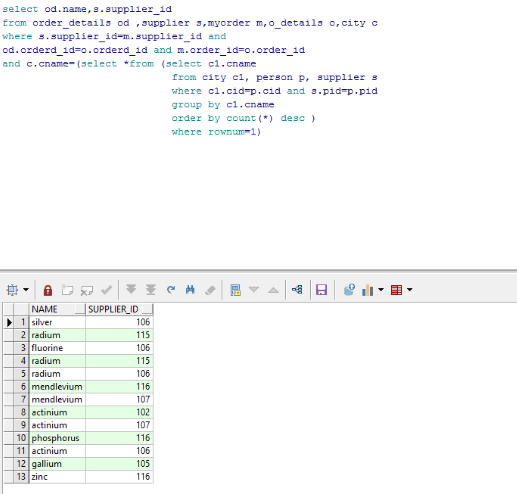 select od.name,s.supplier_id
from order_details od ,supplier s,myorder m,o_details o,city c
where s.supplier_id=m.supplier_id and
od.orderd_id=o.orderd_id and m.order_id=o.order_id
and c.cname=(select *from (select c1.cname
from city c1, person p, supplier s
where c1.cid=p.cid and s.pid=p.pid
group by c1.cname
order by count(*) desc )
where rownum=1)
NAME SUPPLIER_ID
1 silver 106
2 radium 115
3 fluorine 106
4 radium 115
5 radium 106
6 mendlevium 116
7 mendlevium 107
8 actinium 102
9 actinium 107
10 phosphorus 116
11 actinium 106
12 gallium 105
13 zinc 116